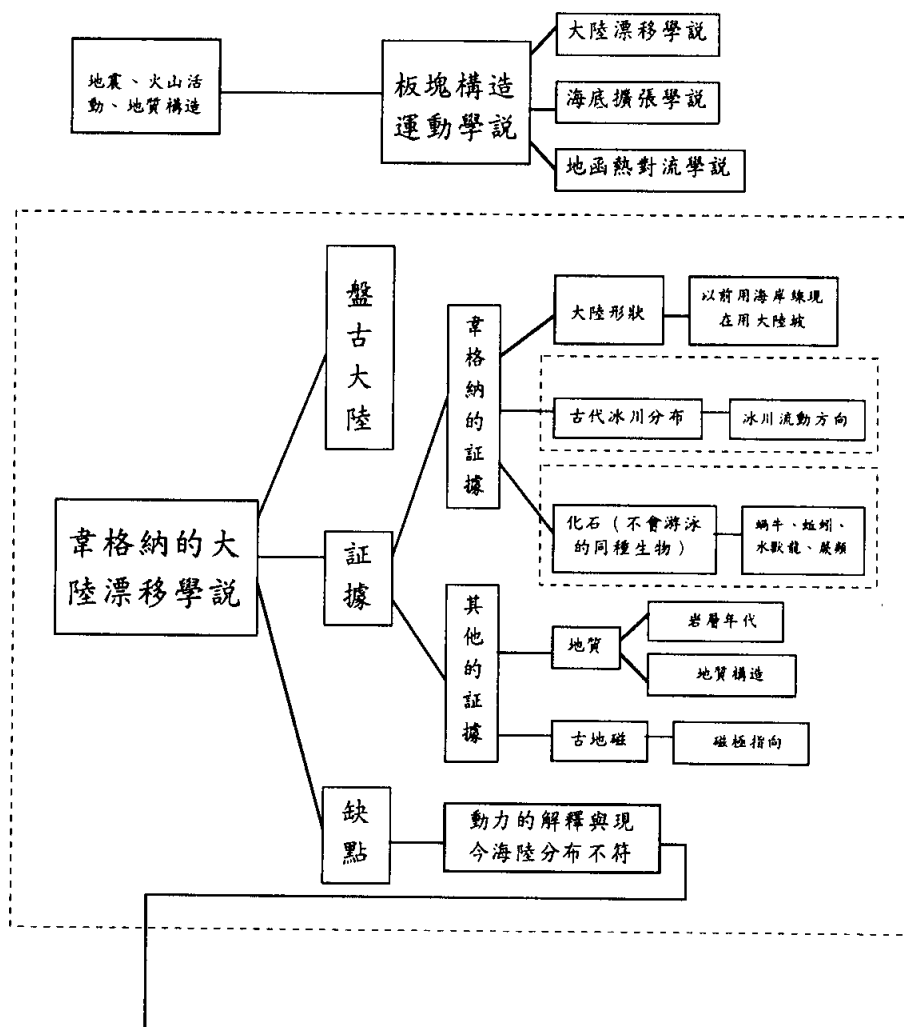 地震、火山活
動、地質構造
板塊構造
運動學說
大陸漂移學說
海底擴張學說
地函熱對流學說
韋格納的大
陸漂移學說
盤古大陸
証據
韋格納的証據
大陸形狀
以前用海岸線現
在用大陸坡
古代冰川分布
冰川流動方向
化石（不會游泳
的同種生物）
蝸牛、蚯蚓、
水獸龍、蕨類
其他的証據
地質
岩層年代
地質構造
古地磁
磁極指向
缺點
動力的解釋與現
今海陸分布不符